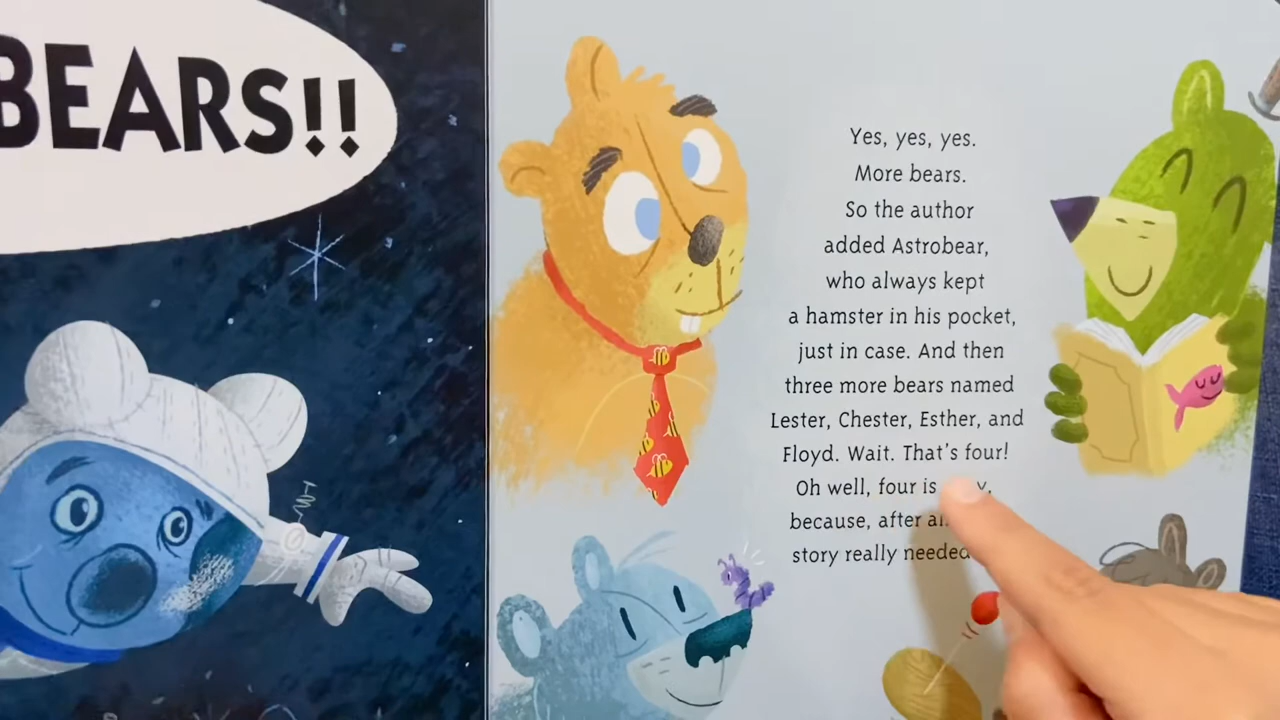 BEARS!!
Yes, yes, yes.
More bears.
So the author
added Astrobear,
who always kept
a hamster in his pocket,
just in case. And then
three more bears named
Lester, Chester, Esther, and
Floyd. Wait. That's four!
Oh well, four is
because, after
story really needed